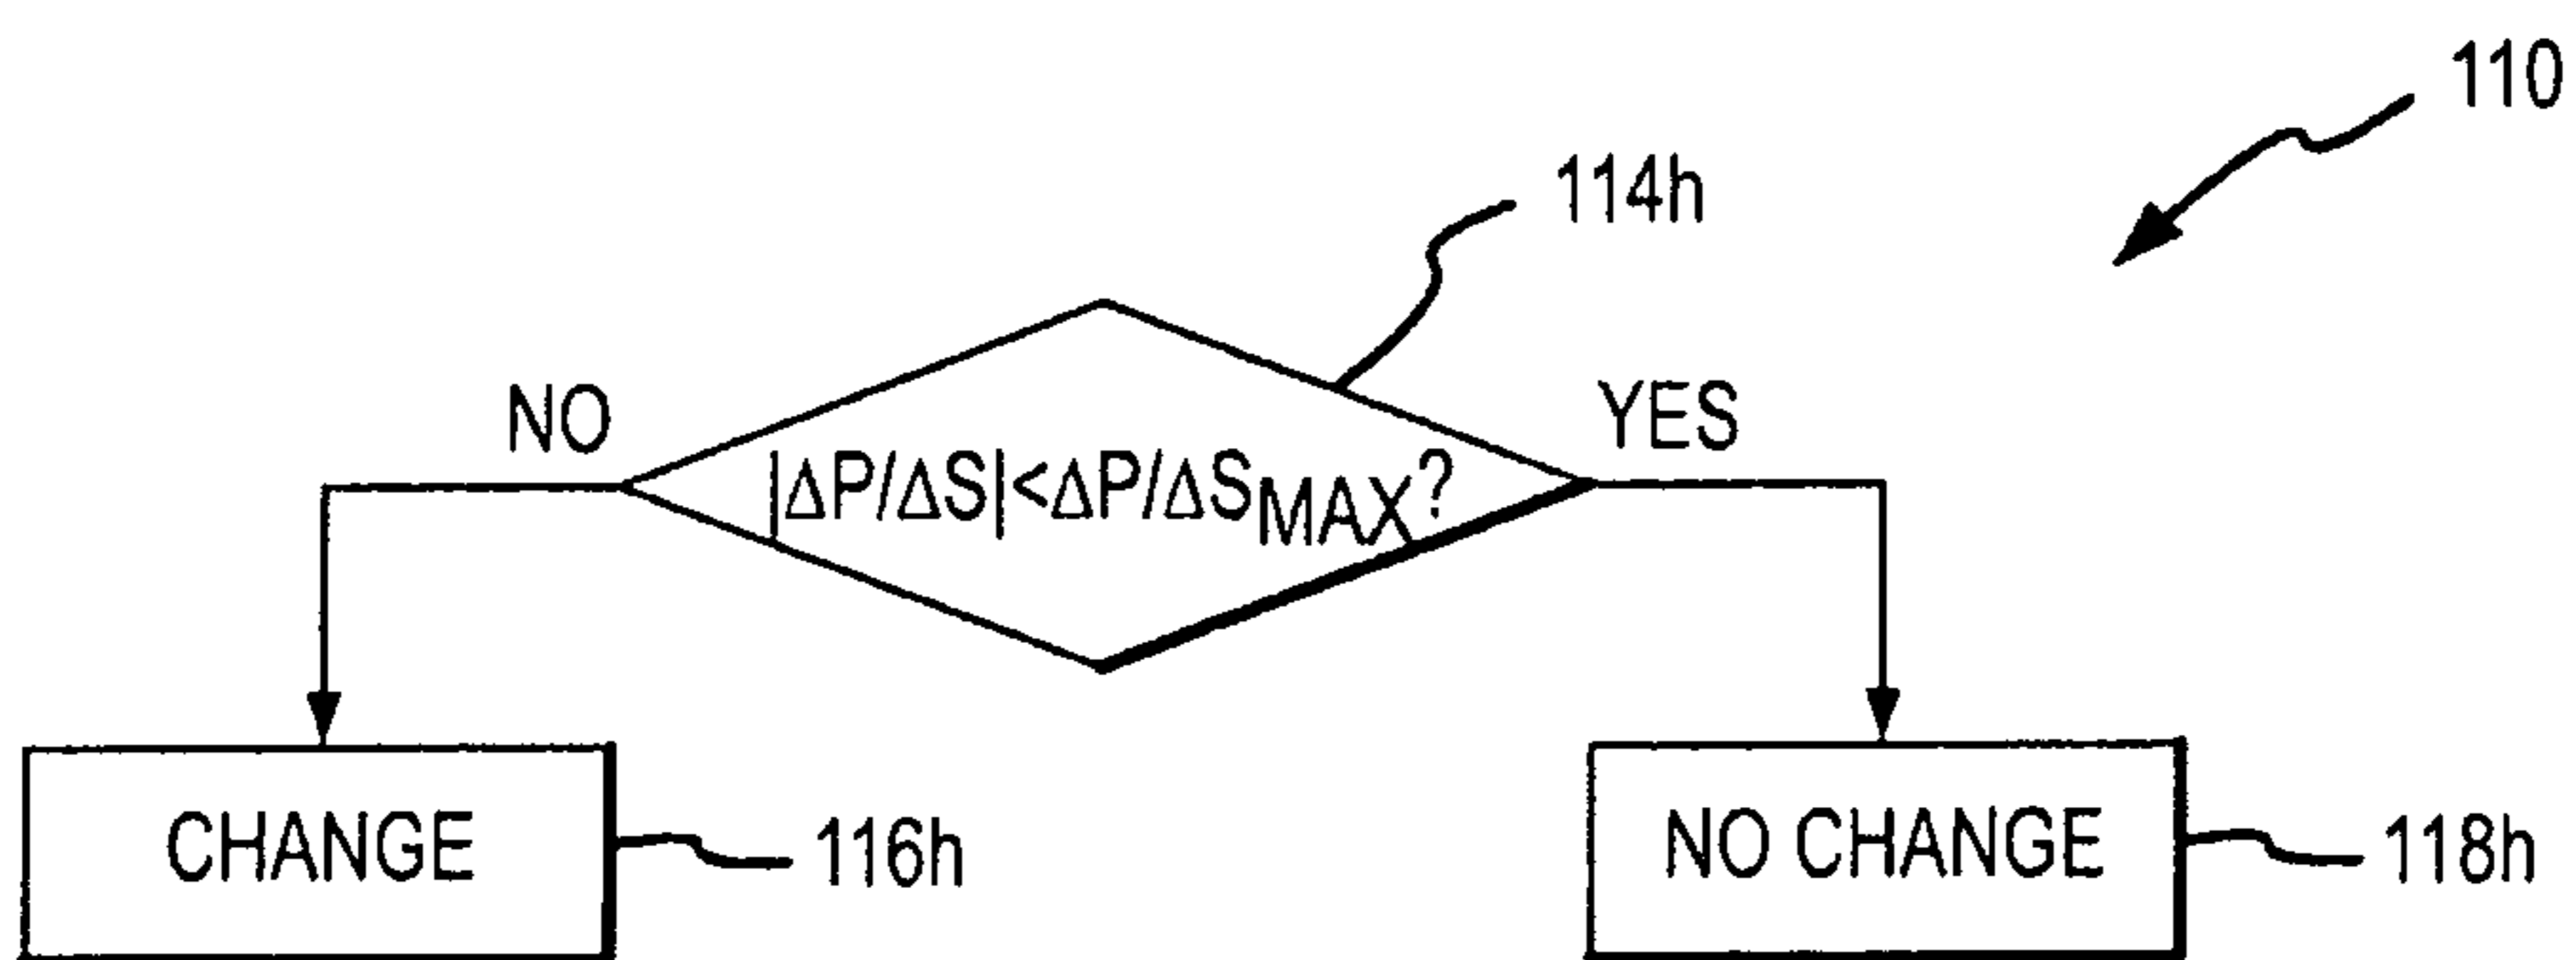 110
114h
NO
YES
|ΔP/ΔS|<ΔP/ΔSMAX?
CHANGE
116h
NO CHANGE
118h